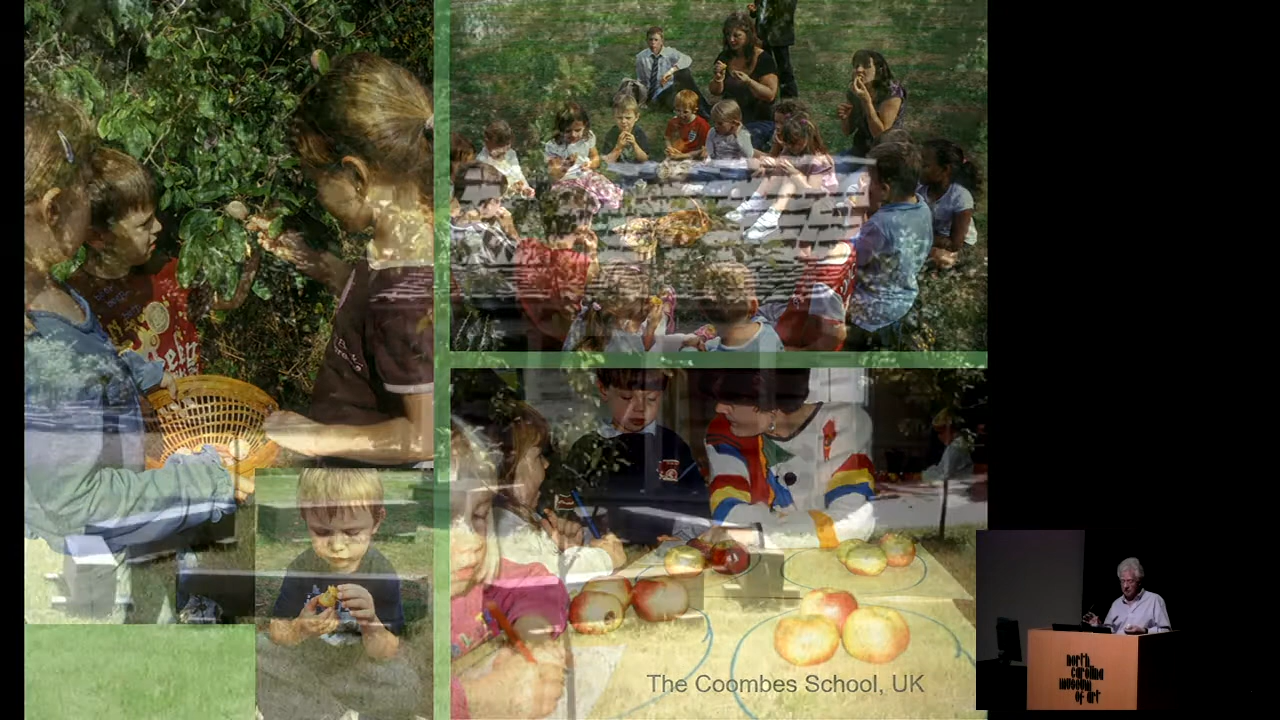 The Coombes School, UK
north
carolina
museum
of art